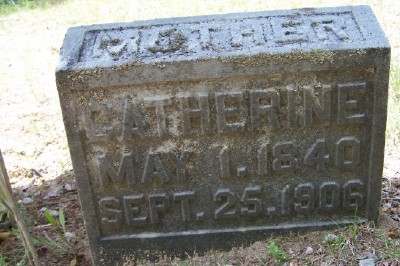 MOTHER
CATHERINE
MAY 1. 1840
SEPT. 25. 1906